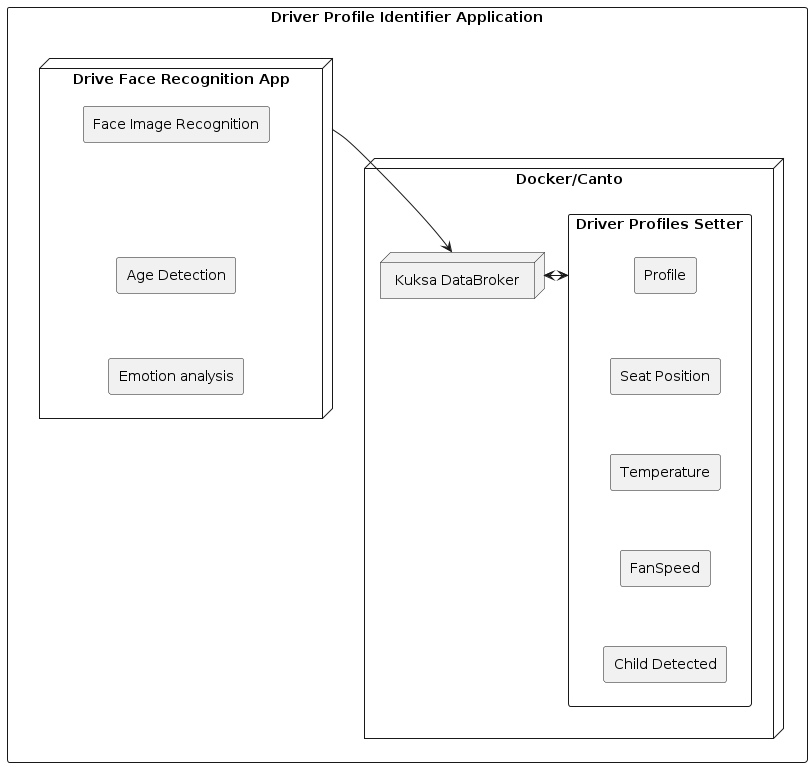 Driver Profile Identifier Application
Drive Face Recognition App
Face Image Recognition
Age Detection
Emotion analysis
Docker/Canto
Kuksa DataBroker
Driver Profiles Setter
Profile
Seat Position
Temperature
FanSpeed
Child Detected